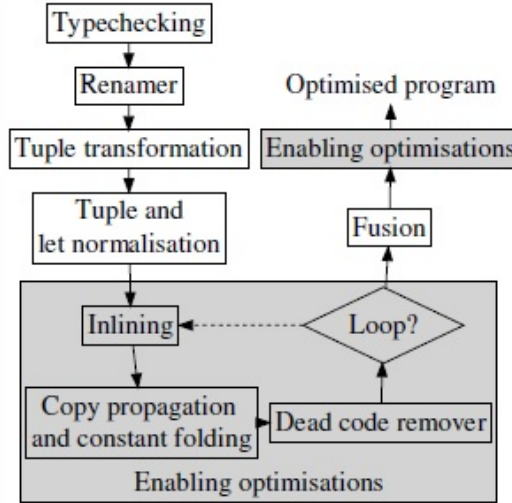 Typechecking
Renamer
Tuple transformation
Tuple and
let normalisation
Optimised program
Enabling optimisations
Fusion
Inlining
Loop?
Copy propagation
and constant folding
Dead code remover
Enabling optimisations